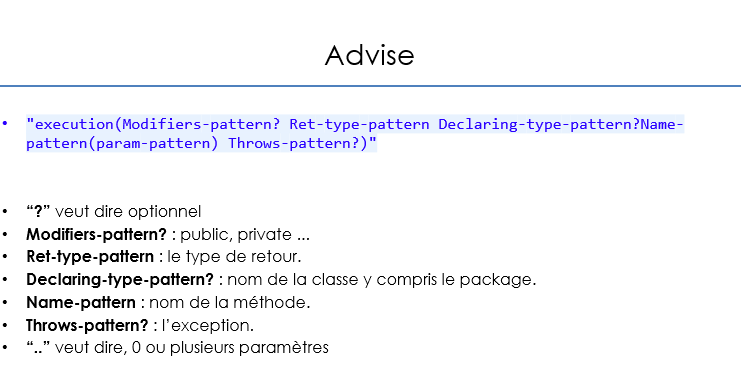 Advise
• "execution(Modifiers-pattern? Ret-type-pattern Declaring-type-pattern?Name-
pattern(param-pattern) Throws-pattern?)"
• “?” veut dire optionnel
• Modifiers-pattern? : public, private ...
• Ret-type-pattern : le type de retour.
• Declaring-type-pattern? : nom de la classe y compris le package.
• Name-pattern : nom de la méthode.
• Throws-pattern? : l’exception.
• “..” veut dire, 0 ou plusieurs paramètres